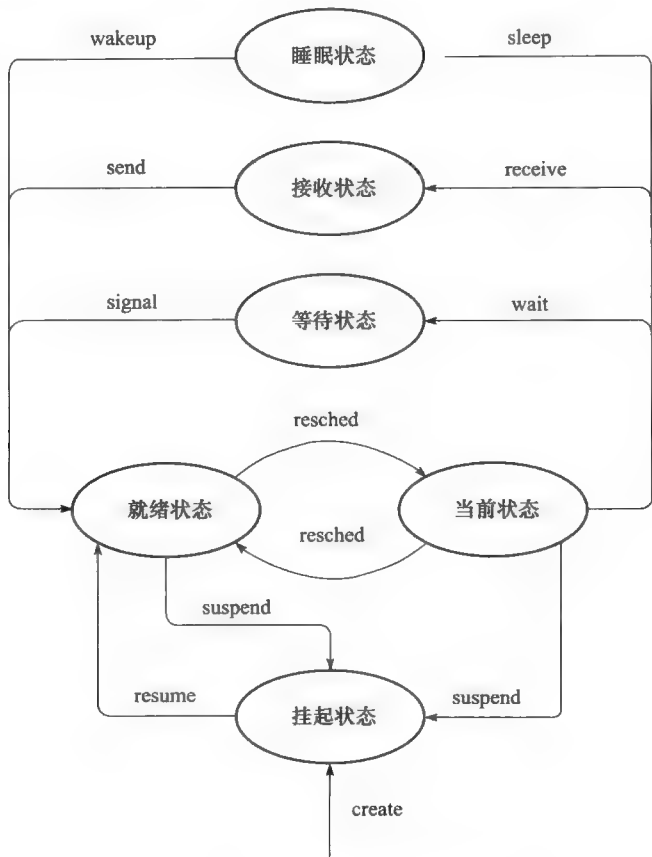 wakeup
睡眠状态
sleep
send
接收状态
receive
signal
等待状态
wait
resched
就绪状态
当前状态
resched
suspend
resume
挂起状态
suspend
create